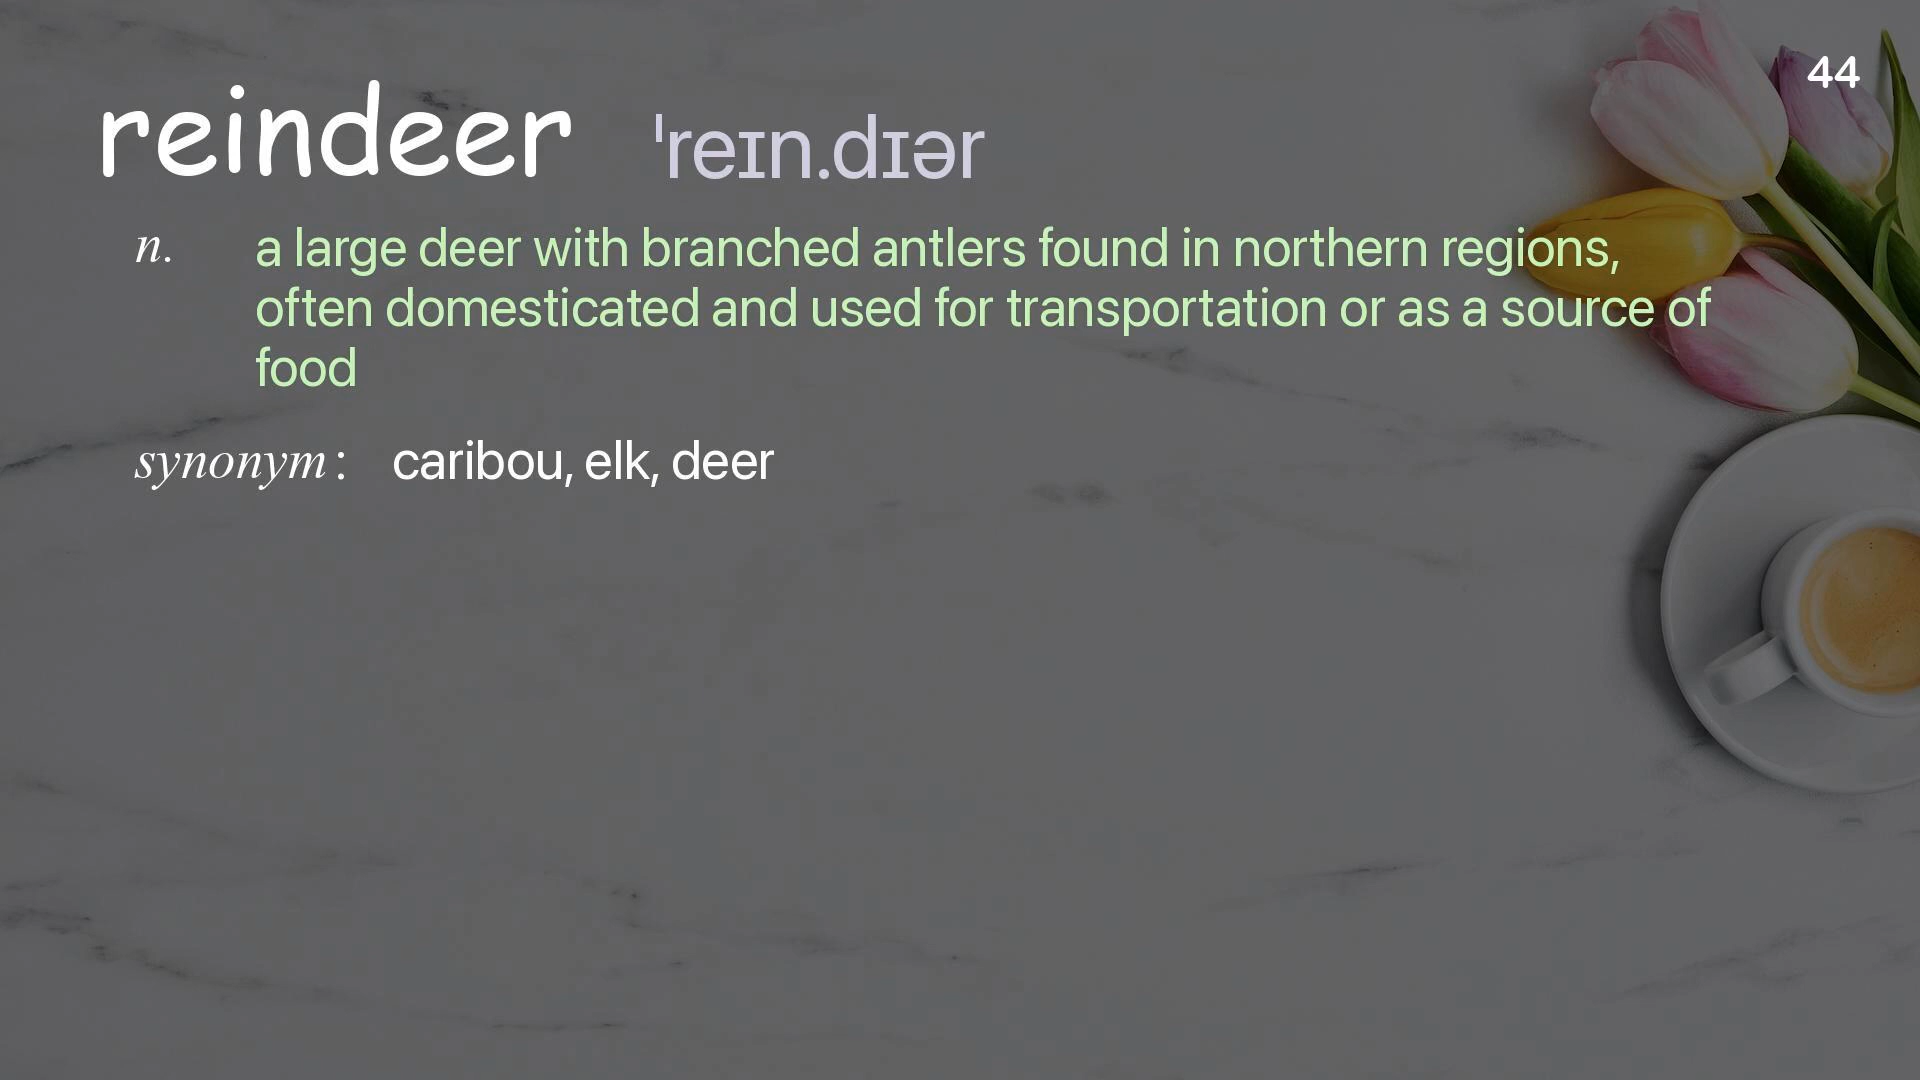 44
reindeer ˈreɪn.dɪər
n. a large deer with branched antlers found in northern regions,
often domesticated and used for transportation or as a source of
food
synonym: caribou, elk, deer